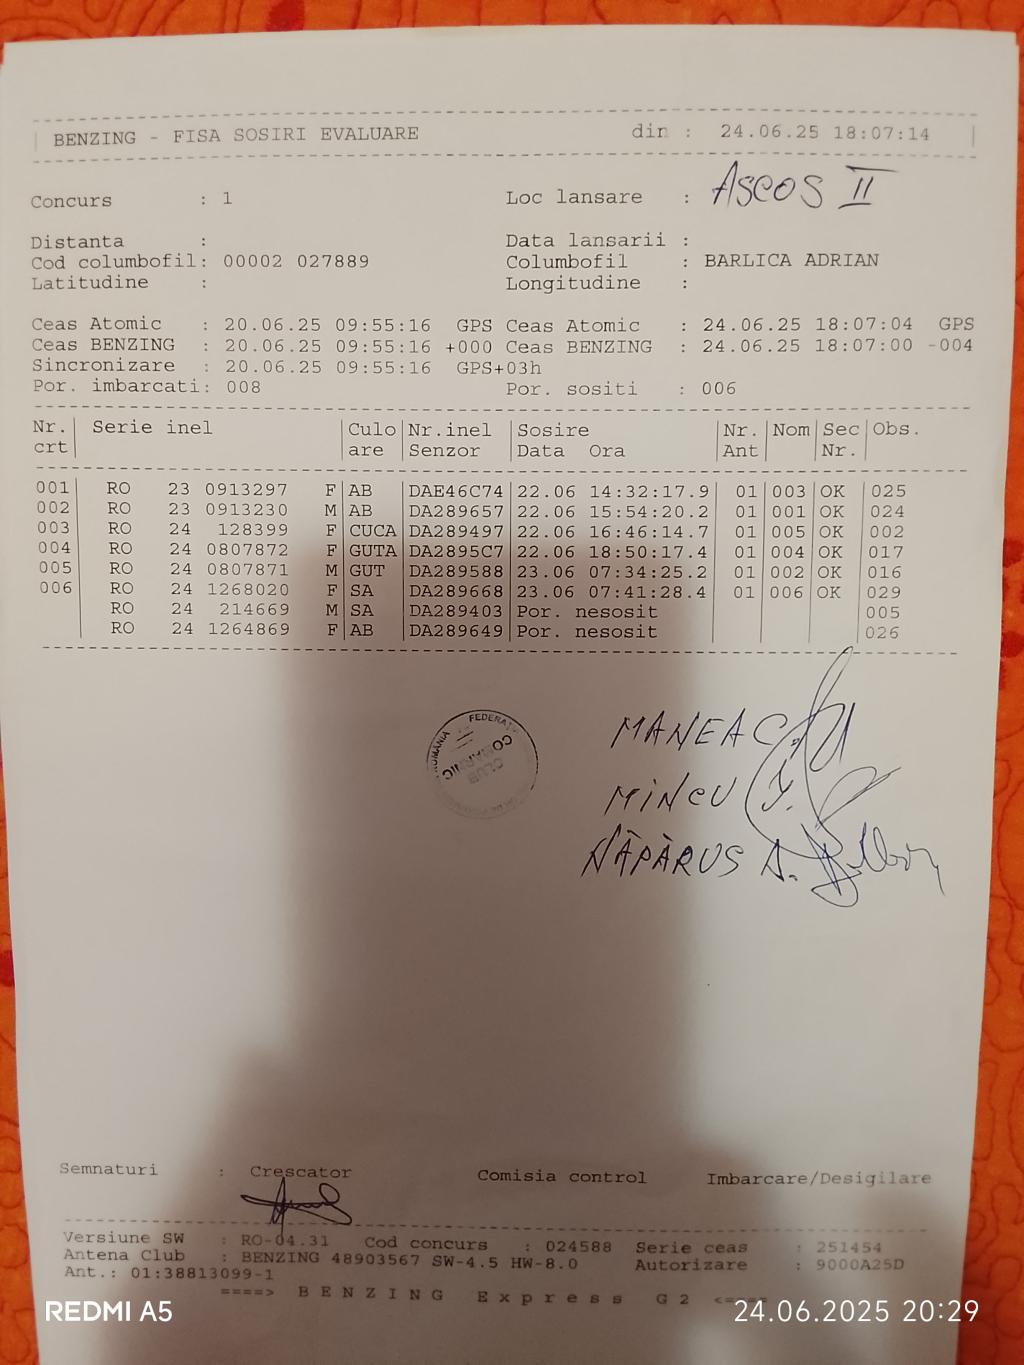 BENZING - FISA SOSIRI EVALUARE din : 24.06.25 18:07:14
Concurs : 1 Loc lansare : ASCOS II
Distanta : Data lansarii :
Cod columbofil: 00002 027889 Columbofil : BARLICA ADRIAN
Latitudine : Longitudine :
Ceas Atomic : 20.06.25 09:55:16 GPS Ceas Atomic : 24.06.25 18:07:04 GPS
Ceas BENZING : 20.06.25 09:55:16 +000 Ceas BENZING : 24.06.25 18:07:00 -004
Sincronizare : 20.06.25 09:55:16 GPS+03h
Por. imbarcati: 008 Por. sositi : 006
Nr. Serie inel Culo Nr.inel Sosire Nr. Nom Sec Obs.
crt are Senzor Data Ora Ant Nr.
001 RO 23 0913297 F AB DAE46C74 22.06 14:32:17.9 01 003 OK 025
002 RO 23 0913230 M AB DA289657 22.06 15:54:20.2 01 001 OK 024
003 RO 24 128399 F CUCA DA289497 22.06 16:46:14.7 01 005 OK 002
004 RO 24 0807872 F GUTA DA2895C7 22.06 18:50:17.4 01 004 OK 017
005 RO 24 0807871 M GUT DA289588 23.06 07:34:25.2 01 002 OK 016
006 RO 24 1268020 F SA DA289668 23.06 07:41:28.4 01 006 OK 029
RO 24 214669 M SA DA289403 Por. nesosit 005
RO 24 1264869 F AB DA289649 Por. nesosit 026
MANEA C.
MINCU I.
NĂPĂRUS A.
ROMANIA
CLUB
COMARNIC
Semnaturi : Crescator Comisia control Imbarcare/Desigilare
Versiune SW : RO-04.31 Cod concurs : 024588 Serie ceas : 251454
Antena Club : BENZING 48903567 SW-4.5 HW-8.0 Autorizare : 9000A25D
Ant.: 01:38813099-1
====> BENZING Express G2 <====
REDMI A5 24.06.2025 20:29